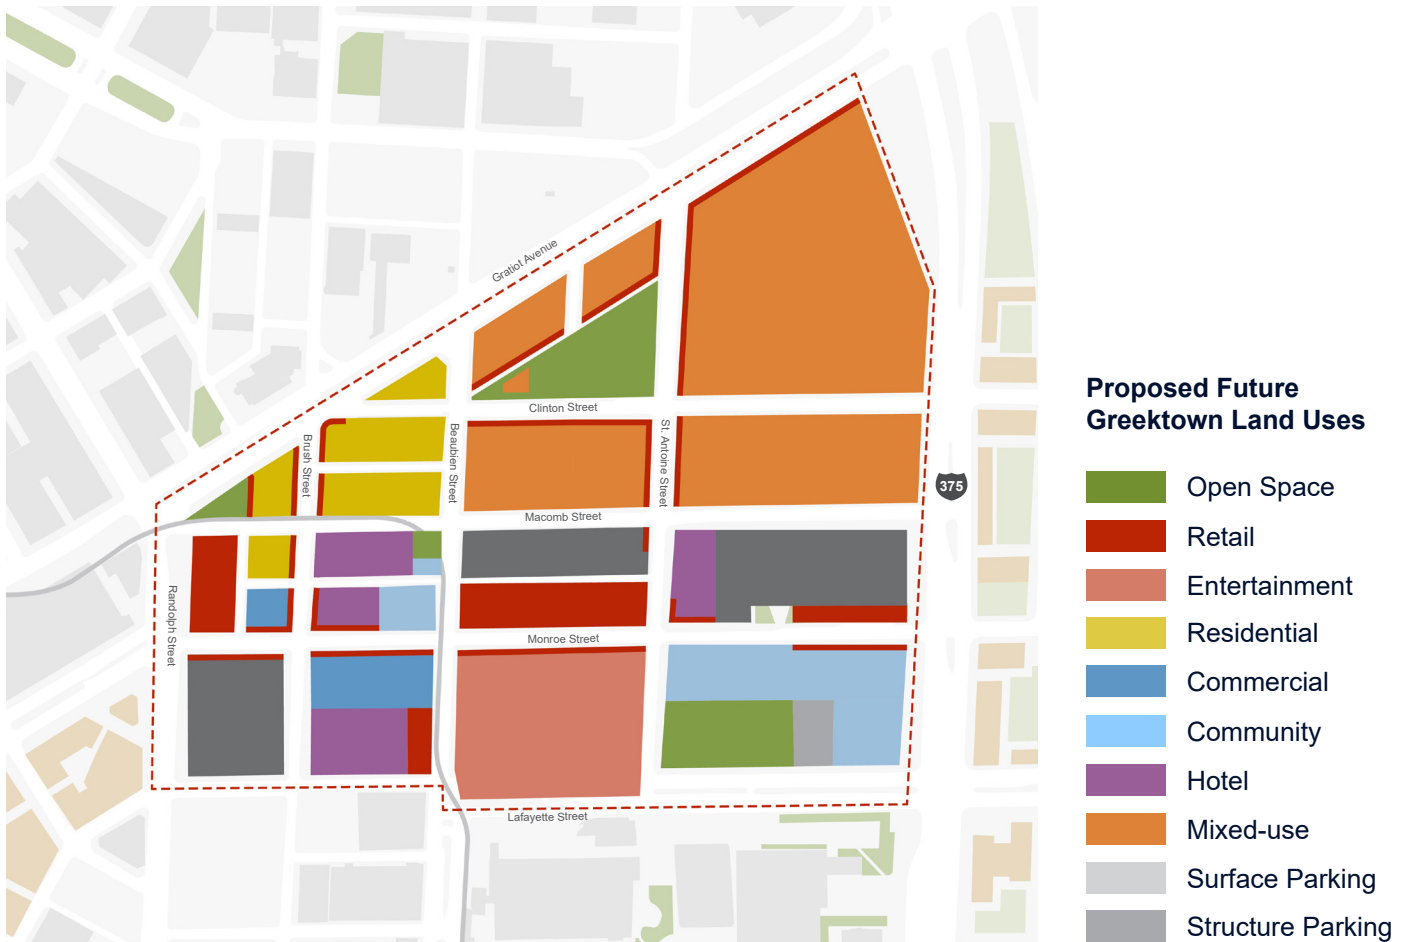 Gratiot Avenue
Clinton Street
Brush Street
Beaubien Street
St. Antoine Street
375
Macomb Street
Randolph Street
Monroe Street
Lafayette Street
Proposed Future
Greektown Land Uses
Open Space
Retail
Entertainment
Residential
Commercial
Community
Hotel
Mixed-use
Surface Parking
Structure Parking